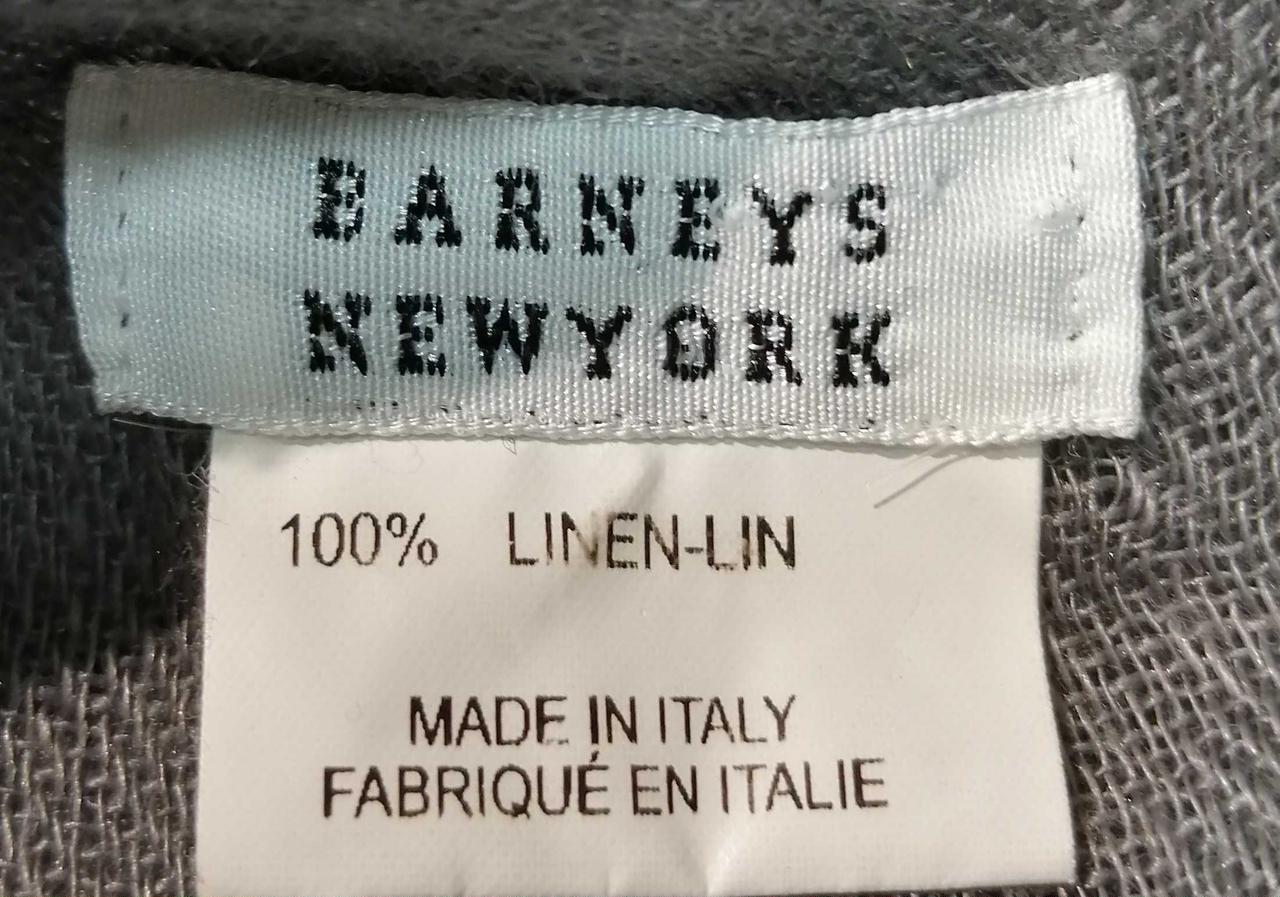 BARNEYS
NEWYORK
100% LINEN-LIN
MADE IN ITALY
FABRIQUÉ EN ITALIE